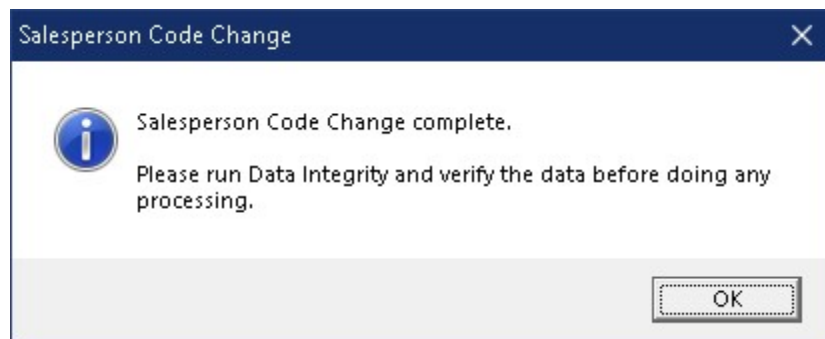 Salesperson Code Change
Salesperson Code Change complete.
Please run Data Integrity and verify the data before doing any
processing.
OK